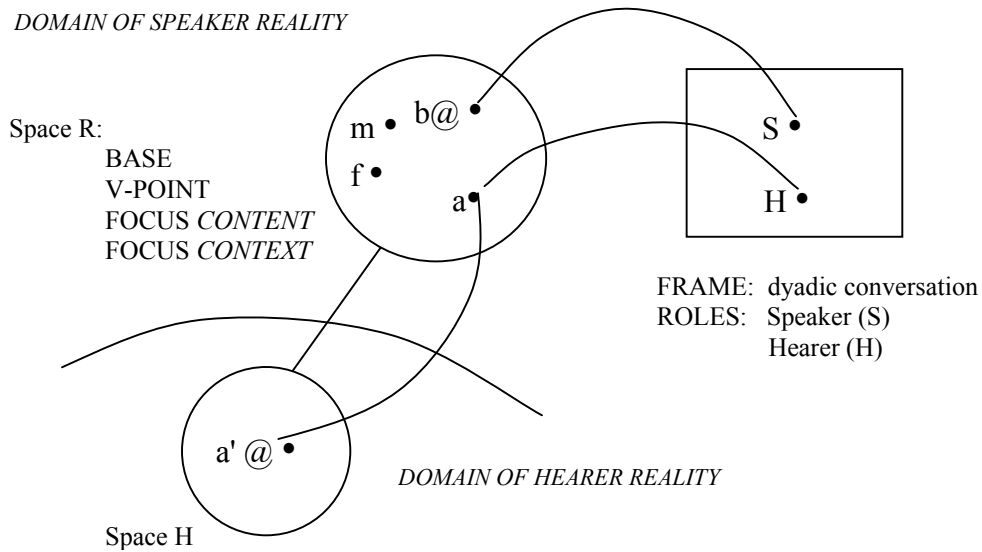 DOMAIN OF SPEAKER REALITY
Space R:
BASE
V-POINT
FOCUS CONTENT
FOCUS CONTEXT
b@
m
f
a
S
H
FRAME: dyadic conversation
ROLES: Speaker (S)
Hearer (H)
a' @
DOMAIN OF HEARER REALITY
Space H